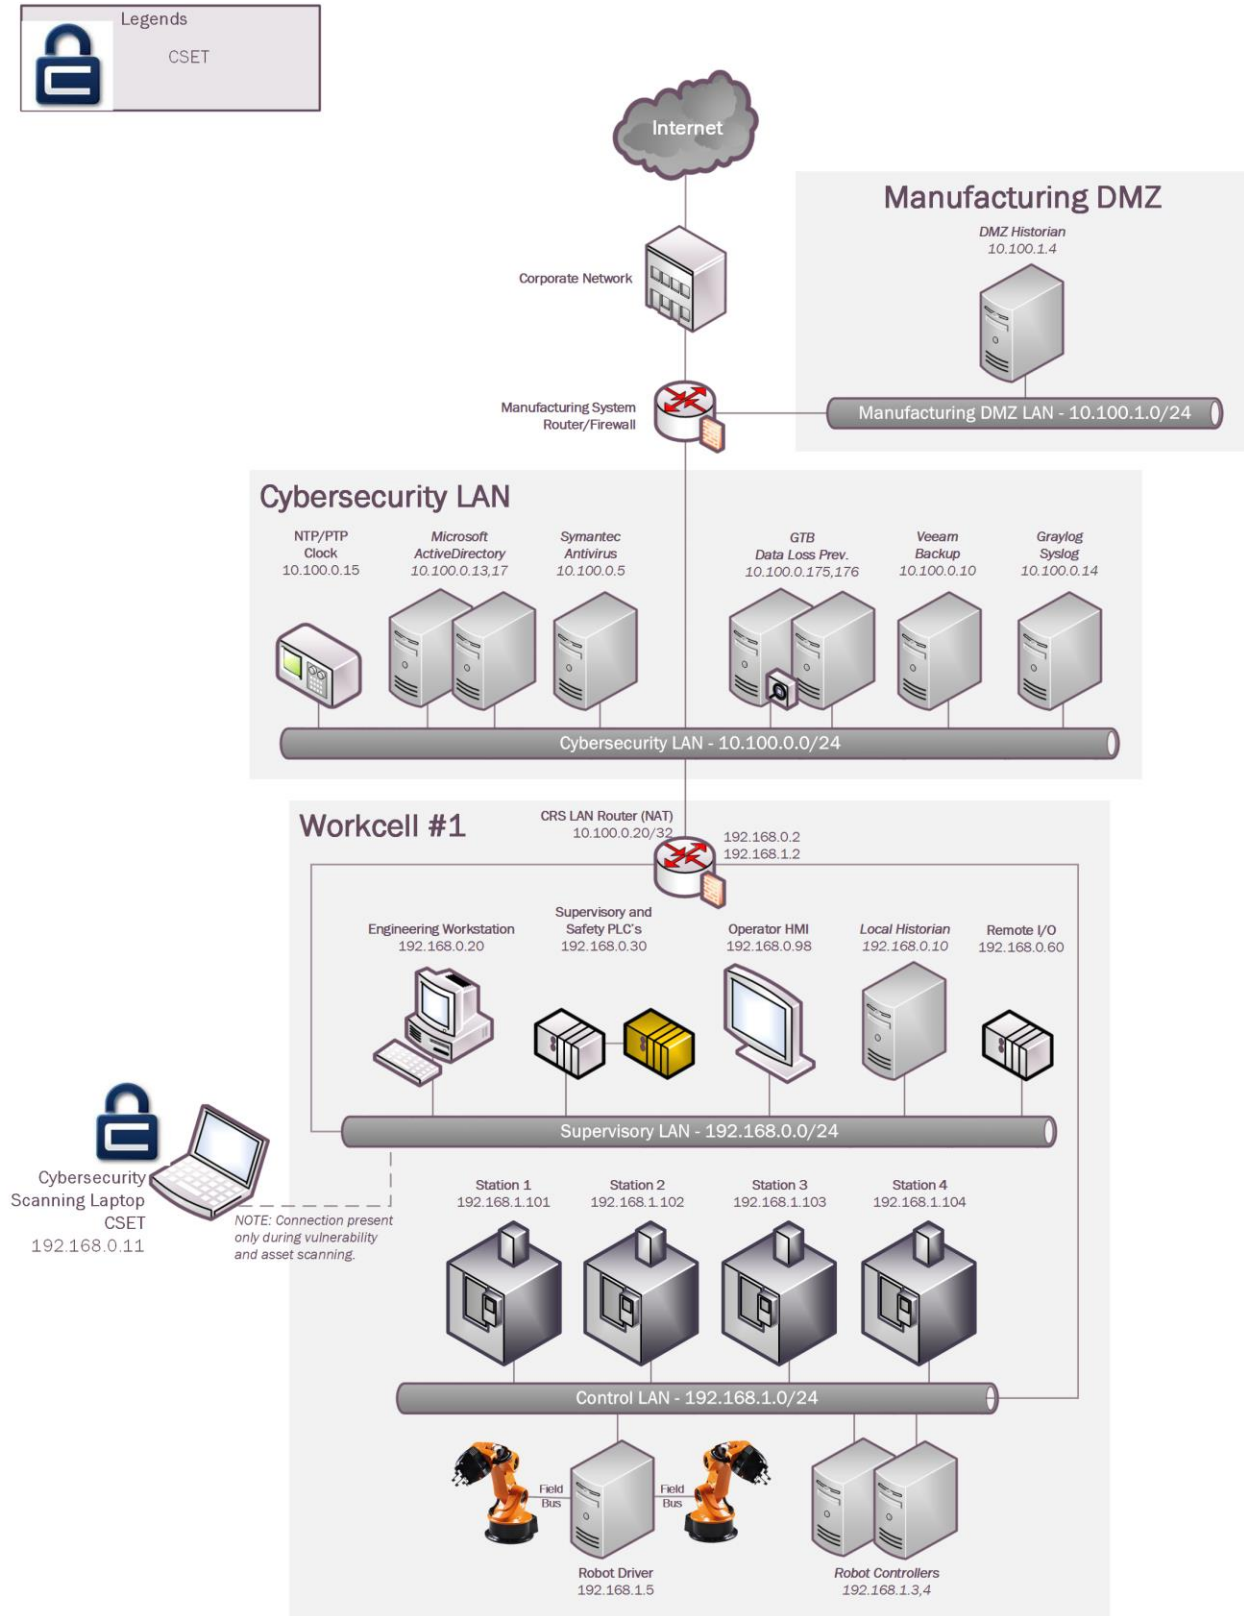 Legends
CSET
Internet
Manufacturing DMZ
DMZ Historian
10.100.1.4
Corporate Network
Manufacturing System
Router/Firewall
Manufacturing DMZ LAN - 10.100.1.0/24
Cybersecurity LAN
NTP/PTP
Clock
10.100.0.15
Microsoft
ActiveDirectory
10.100.0.13,17
Symantec
Antivirus
10.100.0.5
GTB
Data Loss Prev.
10.100.0.175,176
Veeam
Backup
10.100.0.10
Graylog
Syslog
10.100.0.14
Cybersecurity LAN - 10.100.0.0/24
Workcell #1
CRS LAN Router (NAT)
10.100.0.20/32
192.168.0.2
192.168.1.2
Engineering Workstation
192.168.0.20
Supervisory and
Safety PLC's
192.168.0.30
Operator HMI
192.168.0.98
Local Historian
192.168.0.10
Remote I/O
192.168.0.60
Supervisory LAN - 192.168.0.0/24
Cybersecurity
Scanning Laptop
CSET
192.168.0.11
NOTE: Connection present
only during vulnerability
and asset scanning.
Station 1
192.168.1.101
Station 2
192.168.1.102
Station 3
192.168.1.103
Station 4
192.168.1.104
Control LAN - 192.168.1.0/24
Field
Bus
Field
Bus
Robot Driver
192.168.1.5
Robot Controllers
192.168.1.3,4